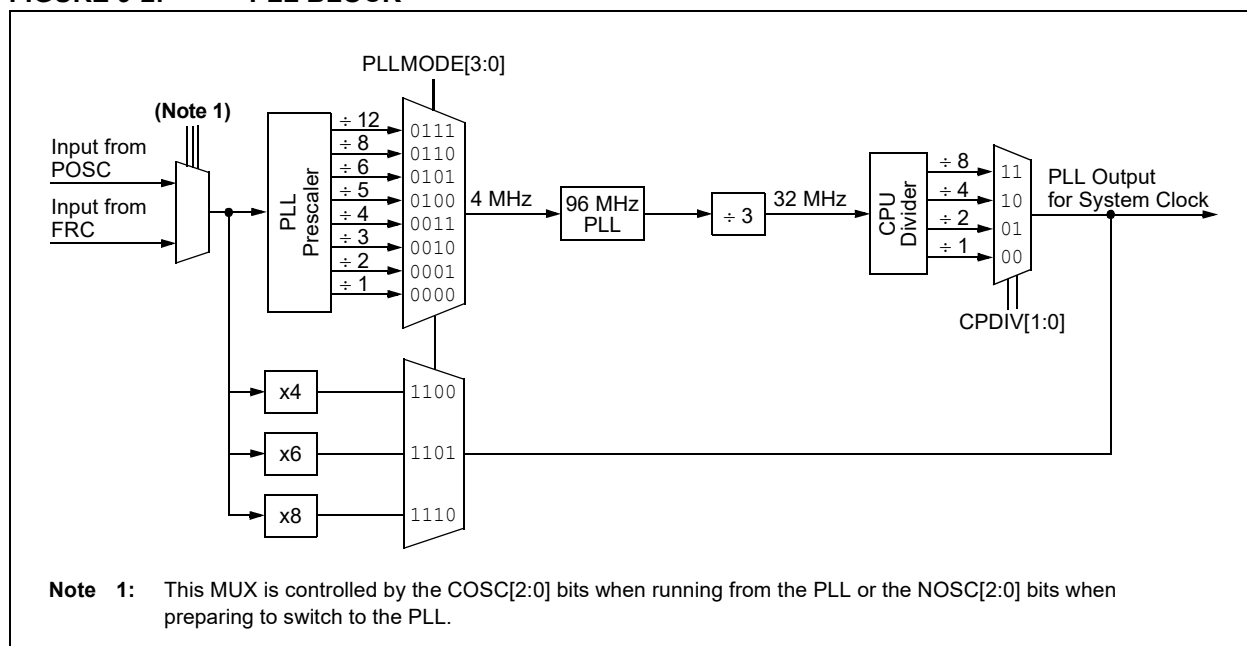 PLLMODE[3:0]
(Note 1)
Input from
POSC
Input from
FRC
PLL
Prescaler
÷ 12
÷ 8
÷ 6
÷ 5
÷ 4
÷ 3
÷ 2
÷ 1
0111
0110
0101
0100
0011
0010
0001
0000
4 MHz
96 MHz
PLL
÷ 3
32 MHz
CPU
Divider
÷ 8
÷ 4
÷ 2
÷ 1
11
10
01
00
CPDIV[1:0]
PLL Output
for System Clock
x4
x6
x8
1100
1101
1110
Note 1: This MUX is controlled by the COSC[2:0] bits when running from the PLL or the NOSC[2:0] bits when
preparing to switch to the PLL.